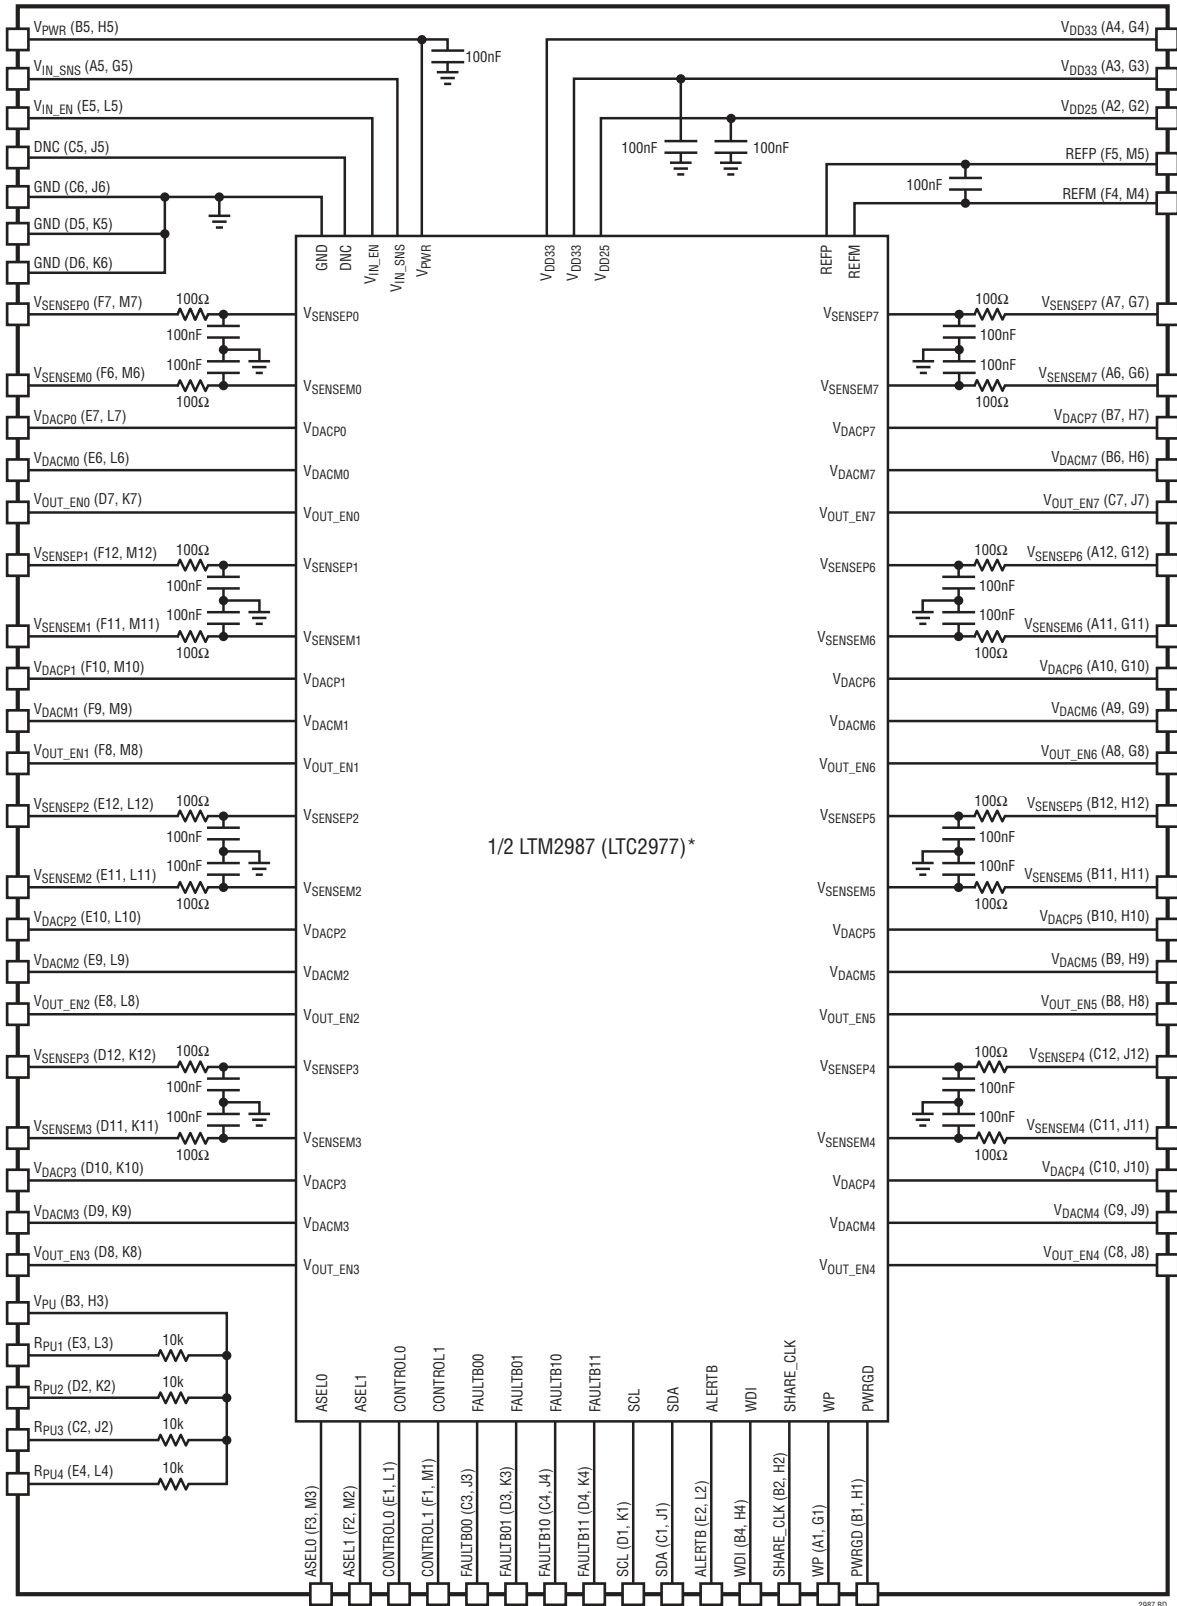 VPWR (B5, H5)
VIN_SNS (A5, G5)
VIN_EN (E5, L5)
DNC (C5, J5)
GND (C6, J6)
GND (D5, K5)
GND (D6, K6)
VSENSEP0 (F7, M7)
100Ω
100nF
100nF
VSENSEM0 (F6, M6)
100Ω
VDACP0 (E7, L7)
VDACM0 (E6, L6)
VOUT_EN0 (D7, K7)
VSENSEP1 (F12, M12)
100Ω
100nF
100nF
VSENSEM1 (F11, M11)
100Ω
VDACP1 (F10, M10)
VDACM1 (F9, M9)
VOUT_EN1 (F8, M8)
VSENSEP2 (E12, L12)
100Ω
100nF
100nF
VSENSEM2 (E11, L11)
100Ω
VDACP2 (E10, L10)
VDACM2 (E9, L9)
VOUT_EN2 (E8, L8)
VSENSEP3 (D12, K12)
100Ω
100nF
100nF
VSENSEM3 (D11, K11)
100Ω
VDACP3 (D10, K10)
VDACM3 (D9, K9)
VOUT_EN3 (D8, K8)
VPU (B3, H3)
RPU1 (E3, L3)
10k
RPU2 (D2, K2)
10k
RPU3 (C2, J2)
10k
RPU4 (E4, L4)
10k
100nF
GND
DNC
VIN_EN
VIN_SNS
VPWR
VDD33
VDD33
VDD25
REFP
REFM
VSENSEP0
VSENSEM0
VDACP0
VDACM0
VOUT_EN0
VSENSEP1
VSENSEM1
VDACP1
VDACM1
VOUT_EN1
VSENSEP2
VSENSEM2
VDACP2
VDACM2
VOUT_EN2
VSENSEP3
VSENSEM3
VDACP3
VDACM3
VOUT_EN3
1/2 LTM2987 (LTC2977)*
VSENSEP7
VSENSEM7
VDACP7
VDACM7
VOUT_EN7
VSENSEP6
VSENSEM6
VDACP6
VDACM6
VOUT_EN6
VSENSEP5
VSENSEM5
VDACP5
VDACM5
VOUT_EN5
VSENSEP4
VSENSEM4
VDACP4
VDACM4
VOUT_EN4
ASEL0
ASEL1
CONTROL0
CONTROL1
FAULTB00
FAULTB01
FAULTB10
FAULTB11
SCL
SDA
ALERTB
WDI
SHARE_CLK
WP
PWRGD
ASEL0 (F3, M3)
ASEL1 (F2, M2)
CONTROL0 (E1, L1)
CONTROL1 (F1, M1)
FAULTB00 (C3, J3)
FAULTB01 (D3, K3)
FAULTB10 (C4, J4)
FAULTB11 (D4, K4)
SCL (D1, K1)
SDA (C1, J1)
ALERTB (E2, L2)
WDI (B4, H4)
SHARE_CLK (B2, H2)
WP (A1, G1)
PWRGD (B1, H1)
VDD33 (A4, G4)
VDD33 (A3, G3)
VDD25 (A2, G2)
100nF
100nF
REFP (F5, M5)
100nF
REFM (F4, M4)
100Ω
VSENSEP7 (A7, G7)
100nF
100nF
VSENSEM7 (A6, G6)
100Ω
VDACP7 (B7, H7)
VDACM7 (B6, H6)
VOUT_EN7 (C7, J7)
100Ω
VSENSEP6 (A12, G12)
100nF
100nF
VSENSEM6 (A11, G11)
100Ω
VDACP6 (A10, G10)
VDACM6 (A9, G9)
VOUT_EN6 (A8, G8)
100Ω
VSENSEP5 (B12, H12)
100nF
100nF
VSENSEM5 (B11, H11)
100Ω
VDACP5 (B10, H10)
VDACM5 (B9, H9)
VOUT_EN5 (B8, H8)
100Ω
VSENSEP4 (C12, J12)
100nF
100nF
VSENSEM4 (C11, J11)
100Ω
VDACP4 (C10, J10)
VDACM4 (C9, J9)
VOUT_EN4 (C8, J8)
2987 BD